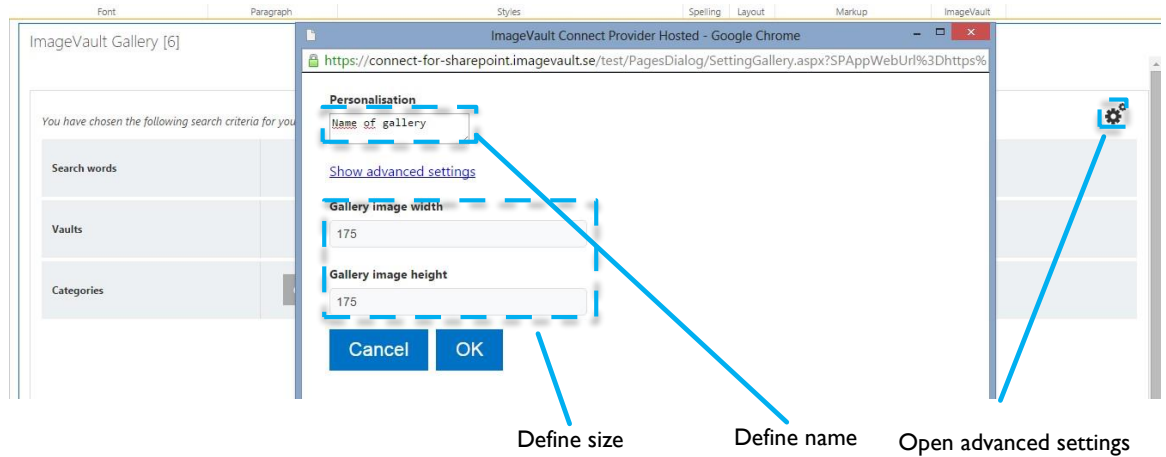 Font Paragraph Styles Spelling Layout Markup ImageVault
ImageVault Gallery [6]
ImageVault Connect Provider Hosted - Google Chrome
https://connect-for-sharepoint.imagevault.se/test/PagesDialog/SettingGallery.aspx?SPAppWebUrl%3Dhttps%
Personalisation
You have chosen the following search criteria for you
Name of gallery
Search words
Show advanced settings
Gallery image width
Vaults
175
Gallery image height
Categories
175
Cancel OK
Define size Define name Open advanced settings